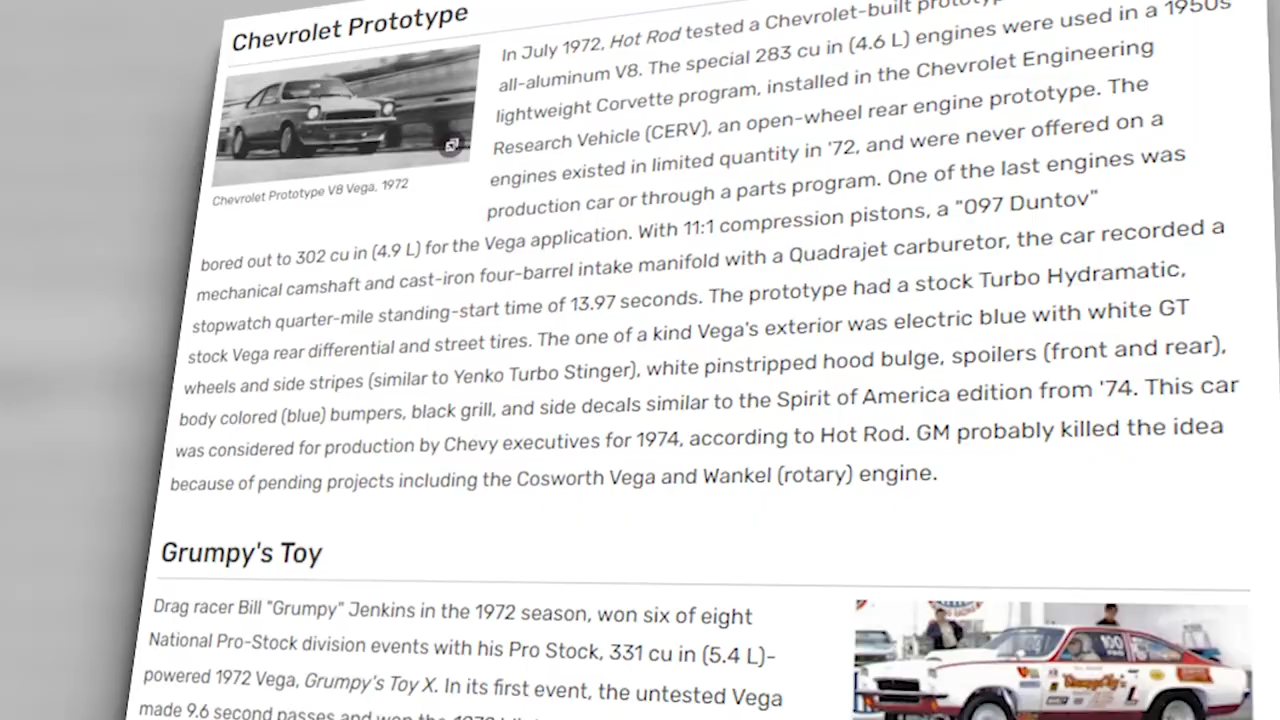 Chevrolet Prototype
In July 1972, Hot Rod tested a Chevrolet-built
all-aluminum V8. The special 283 cu in (4.6 L) engines were used in a 1950s
lightweight Corvette program, installed in the Chevrolet Engineering
Research Vehicle (CERV), an open-wheel rear engine prototype. The
engines existed in limited quantity in '72, and were never offered on a
production car or through a parts program. One of the last engines was
Chevrolet Prototype V8 Vega, 1972
bored out to 302 cu in (4.9 L) for the Vega application. With 11:1 compression pistons, a "097 Duntov"
mechanical camshaft and cast-iron four-barrel intake manifold with a Quadrajet carburetor, the car recorded a
stopwatch quarter-mile standing-start time of 13.97 seconds. The prototype had a stock Turbo Hydramatic,
stock Vega rear differential and street tires. The one of a kind Vega's exterior was electric blue with white GT
wheels and side stripes (similar to Yenko Turbo Stinger), white pinstripped hood bulge, spoilers (front and rear),
body colored (blue) bumpers, black grill, and side decals similar to the Spirit of America edition from '74. This car
was considered for production by Chevy executives for 1974, according to Hot Rod. GM probably killed the idea
because of pending projects including the Cosworth Vega and Wankel (rotary) engine.
Grumpy's Toy
Drag racer Bill "Grumpy" Jenkins in the 1972 season, won six of eight
National Pro-Stock division events with his Pro Stock, 331 cu in (5.4 L)-
powered 1972 Vega, Grumpy's Toy X. In its first event, the untested Vega
made 9.6 second passes and won the